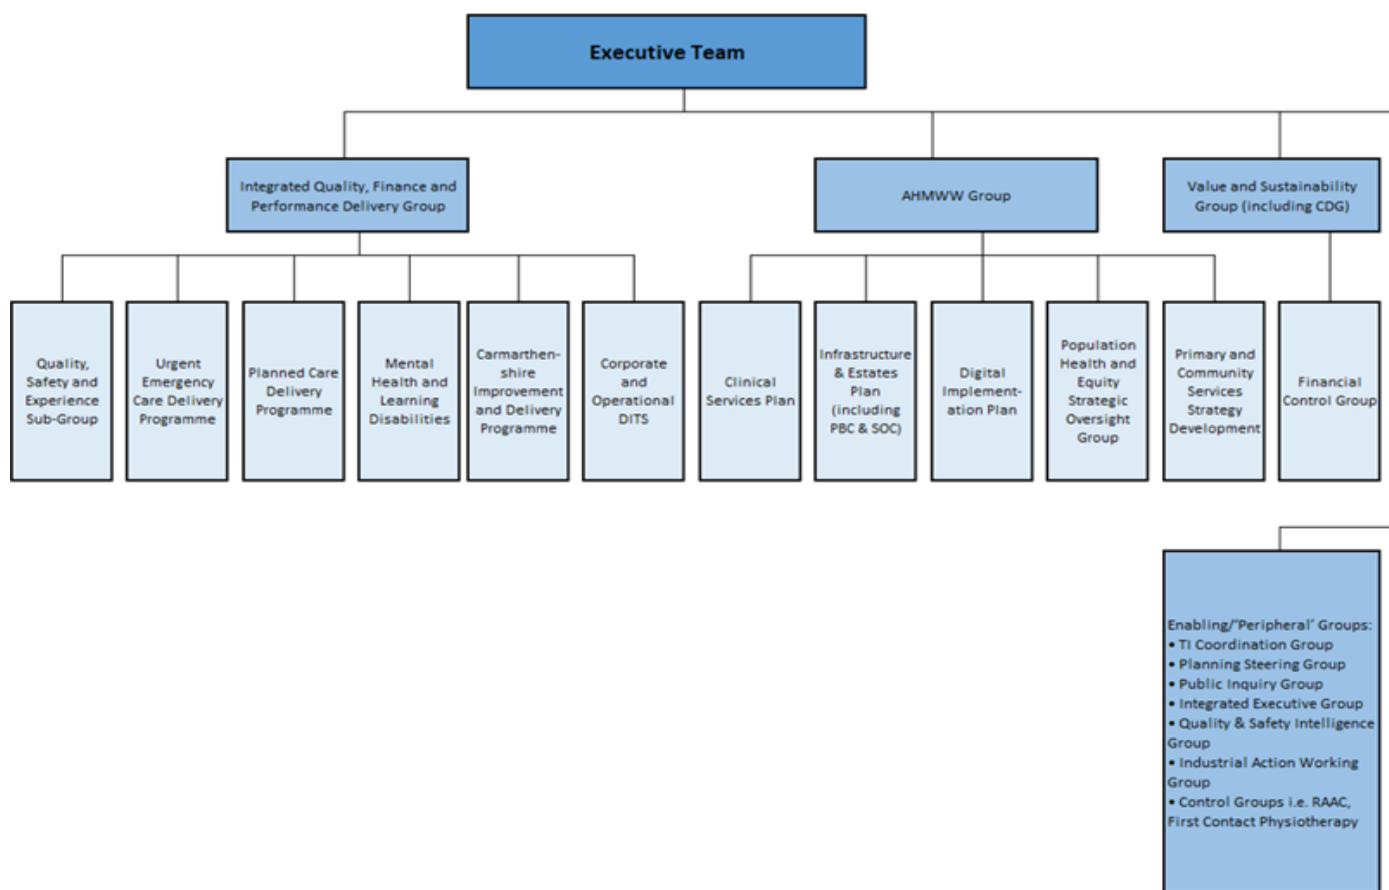 Executive Team
Integrated Quality, Finance and
Performance Delivery Group
AHMWW Group
Value and Sustainability
Group (including CDG)
Quality,
Safety and
Experience
Sub-Group
Urgent
Emergency
Care Delivery
Programme
Planned Care
Delivery
Programme
Mental
Health and
Learning
Disabilities
Carmarthen-
shire
Improvement
and Delivery
Programme
Corporate
and
Operational
DITS
Clinical
Services Plan
Infrastructure
& Estates
Plan
(including
PBC & SOC)
Digital
Implement-
ation Plan
Population
Health and
Equity
Strategic
Oversight
Group
Primary and
Community
Services
Strategy
Development
Financial
Control Group
Enabling/'Peripheral' Groups:
• TI Coordination Group
• Planning Steering Group
• Public Inquiry Group
• Integrated Executive Group
• Quality & Safety Intelligence
Group
• Industrial Action Working
Group
• Control Groups i.e. RAAC,
First Contact Physiotherapy